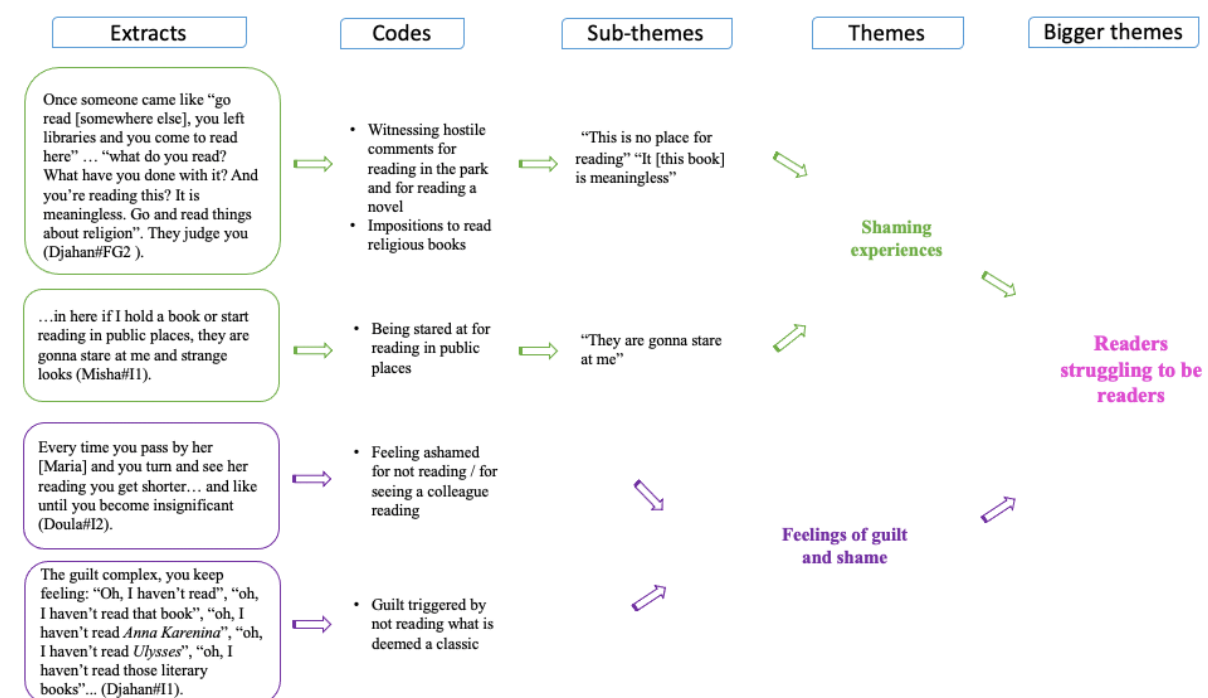 Extracts
Codes
Sub-themes
Themes
Bigger themes
Once someone came like “go
read [somewhere else], you left
libraries and you come to read
here” … “what do you read?
What have you done with it? And
you’re reading this? It is
meaningless. Go and read things
about religion”. They judge you
(Djahan#FG2 ).
• Witnessing hostile
comments for
reading in the park
and for reading a
novel
• Impositions to read
religious books
“This is no place for
reading” “It [this book]
is meaningless”
Shaming
experiences
…in here if I hold a book or start
reading in public places, they are
gonna stare at me and strange
looks (Misha#I1).
• Being stared at for
reading in public
places
“They are gonna stare
at me”
Readers
struggling to be
readers
Every time you pass by her
[Maria] and you turn and see her
reading you get shorter… and like
until you become insignificant
(Doula#I2).
• Feeling ashamed
for not reading / for
seeing a colleague
reading
Feelings of guilt
and shame
The guilt complex, you keep
feeling: “Oh, I haven’t read”, “oh,
I haven’t read that book”, “oh, I
haven’t read Anna Karenina”, “oh,
I haven’t read Ulysses”, “oh, I
haven’t read those literary
books”... (Djahan#I1).
• Guilt triggered by
not reading what is
deemed a classic